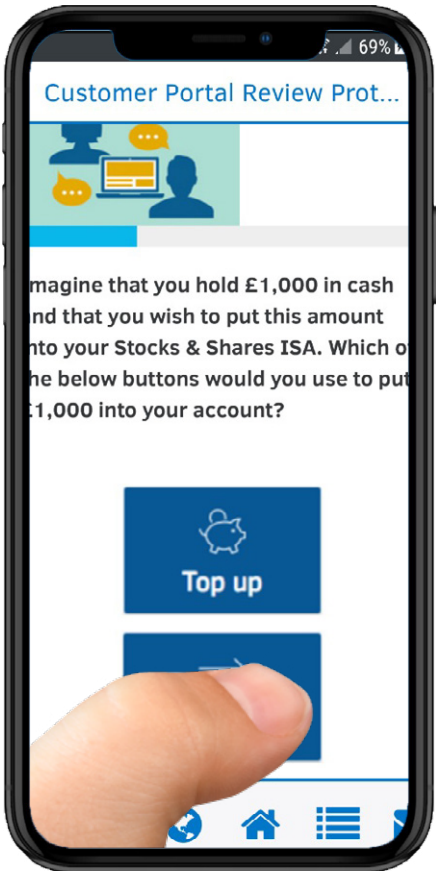 69%
Customer Portal Review Prot...
magine that you hold £1,000 in cash
nd that you wish to put this amount
nto your Stocks & Shares ISA. Which o
he below buttons would you use to put
1,000 into your account?
Top up